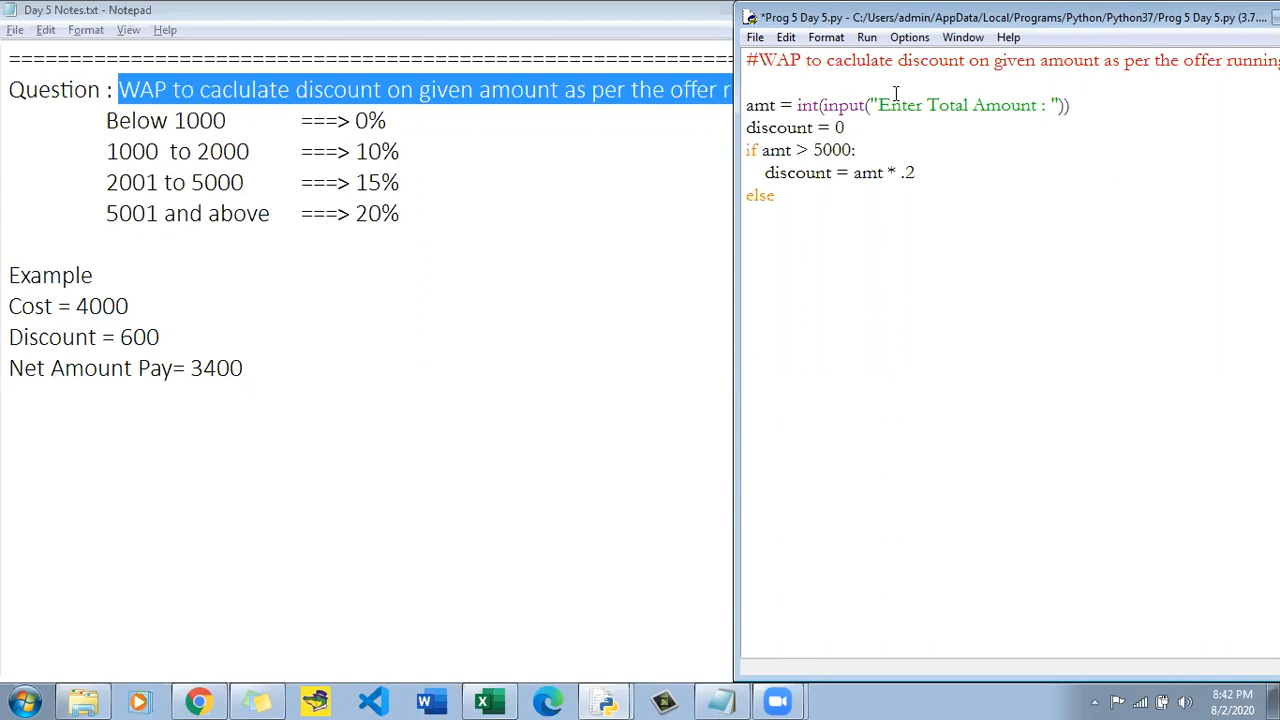 Day 5 Notes.txt - Notepad
File Edit Format View Help
================================================================
Question : WAP to caclulate discount on given amount as per the offer r
Below 1000 ===> 0%
1000 to 2000 ===> 10%
2001 to 5000 ===> 15%
5001 and above ===> 20%
Example
Cost = 4000
Discount = 600
Net Amount Pay= 3400
*Prog 5 Day 5.py - C:/Users/admin/AppData/Local/Programs/Python/Python37/Prog 5 Day 5.py (3.7....
File Edit Format Run Options Window Help
#WAP to caclulate discount on given amount as per the offer running
amt = int(input("Enter Total Amount : "))
discount = 0
if amt > 5000:
discount = amt * .2
else
8:42 PM
8/2/2020